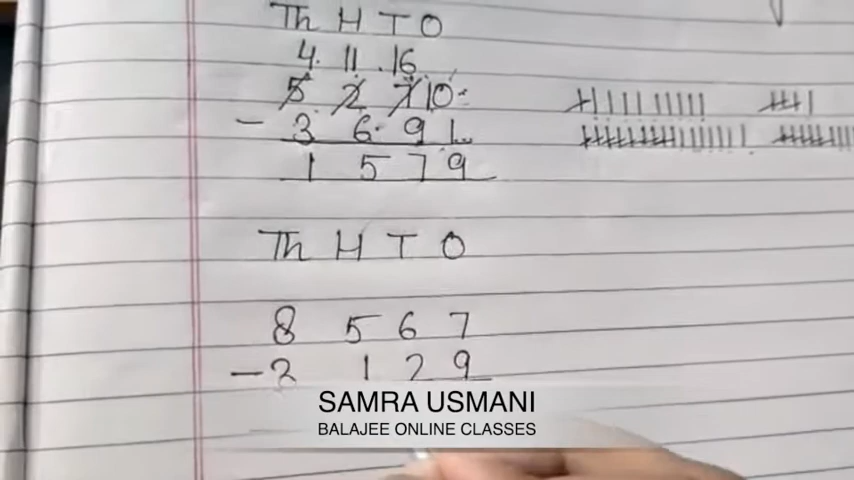 Th H T O
4 11 16
5 2 7 10
- 3 6 9 1
1 5 7 9
Th H T O
8 5 6 7
- 2 1 2 9
SAMRA USMANI
BALAJEE ONLINE CLASSES